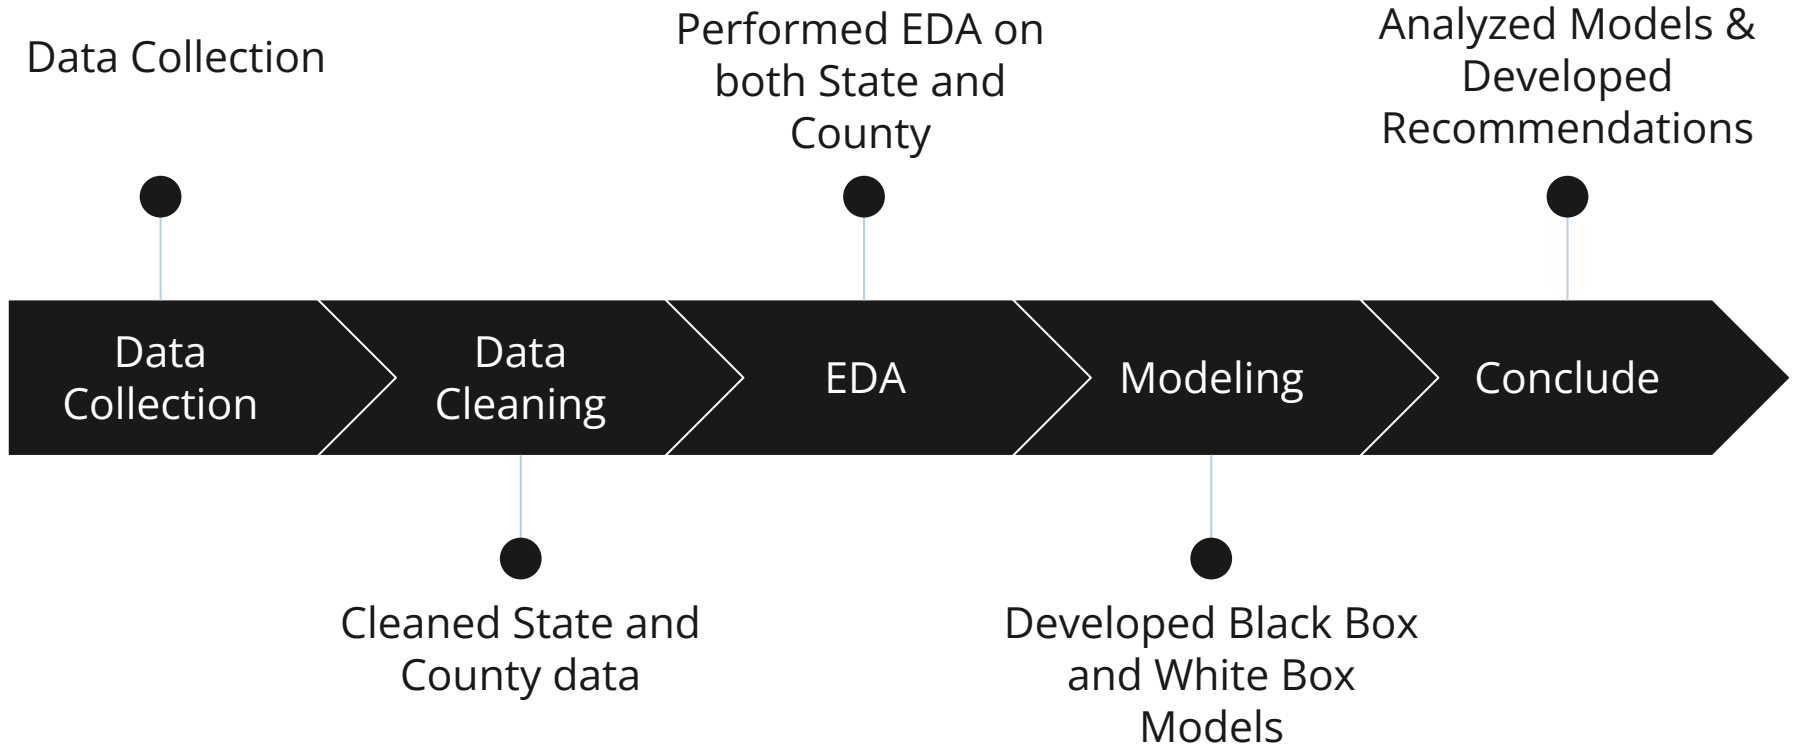 Data Collection
Performed EDA on
both State and
County
Analyzed Models &
Developed
Recommendations
Data
Collection
Data
Cleaning
EDA
Modeling
Conclude
Cleaned State and
County data
Developed Black Box
and White Box
Models